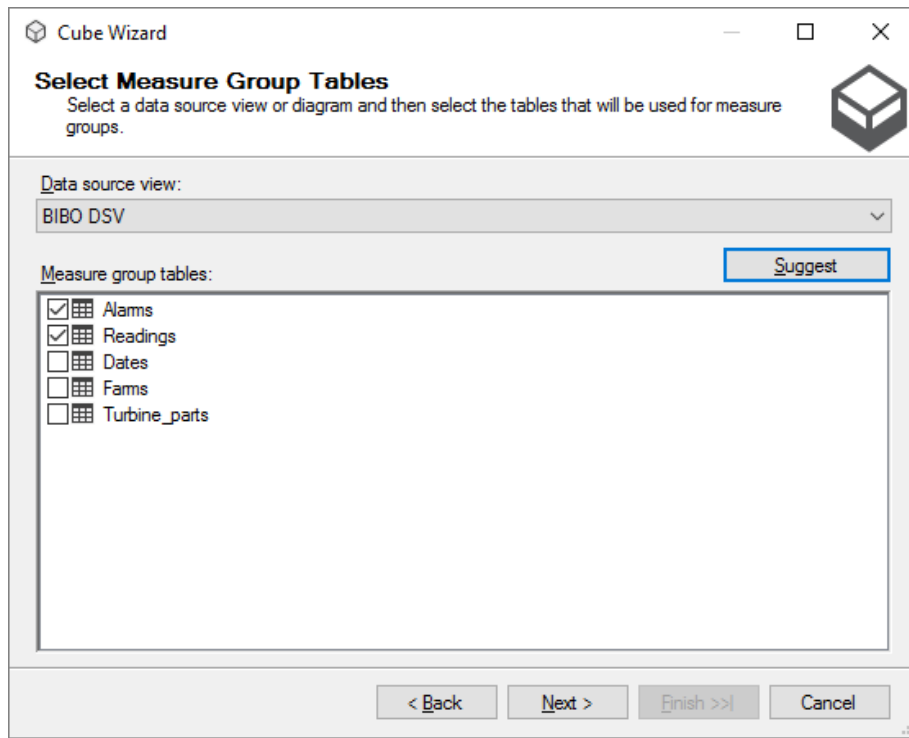 Cube Wizard
Select Measure Group Tables
Select a data source view or diagram and then select the tables that will be used for measure
groups.
Data source view:
BIBO DSV
Suggest
Measure group tables:
Alarms
Readings
Dates
Farms
Turbine_parts
< Back
Next >
Finish >>|
Cancel